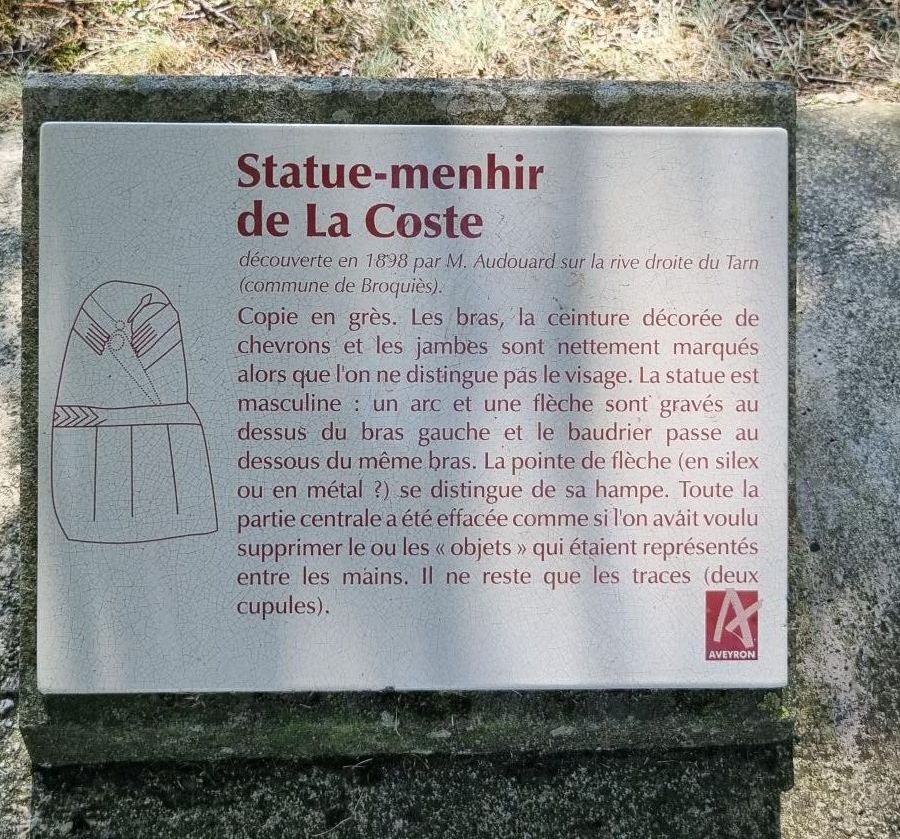 Statue-menhir
de La Coste
découverte en 1898 par M. Audouard sur la rive droite du Tarn
(commune de Broquiès).
Copie en grès. Les bras, la ceinture décorée de
chevrons et les jambes sont nettement marqués
alors que l'on ne distingue pas le visage. La statue est
masculine : un arc et une flèche sont gravés au
dessus du bras gauche et le baudrier passe au
dessous du même bras. La pointe de flèche (en silex
ou en métal ?) se distingue de sa hampe. Toute la
partie centrale a été effacée comme si l'on avait voulu
supprimer le ou les « objets » qui étaient représentés
entre les mains. Il ne reste que les traces (deux
cupules).
AVEYRON